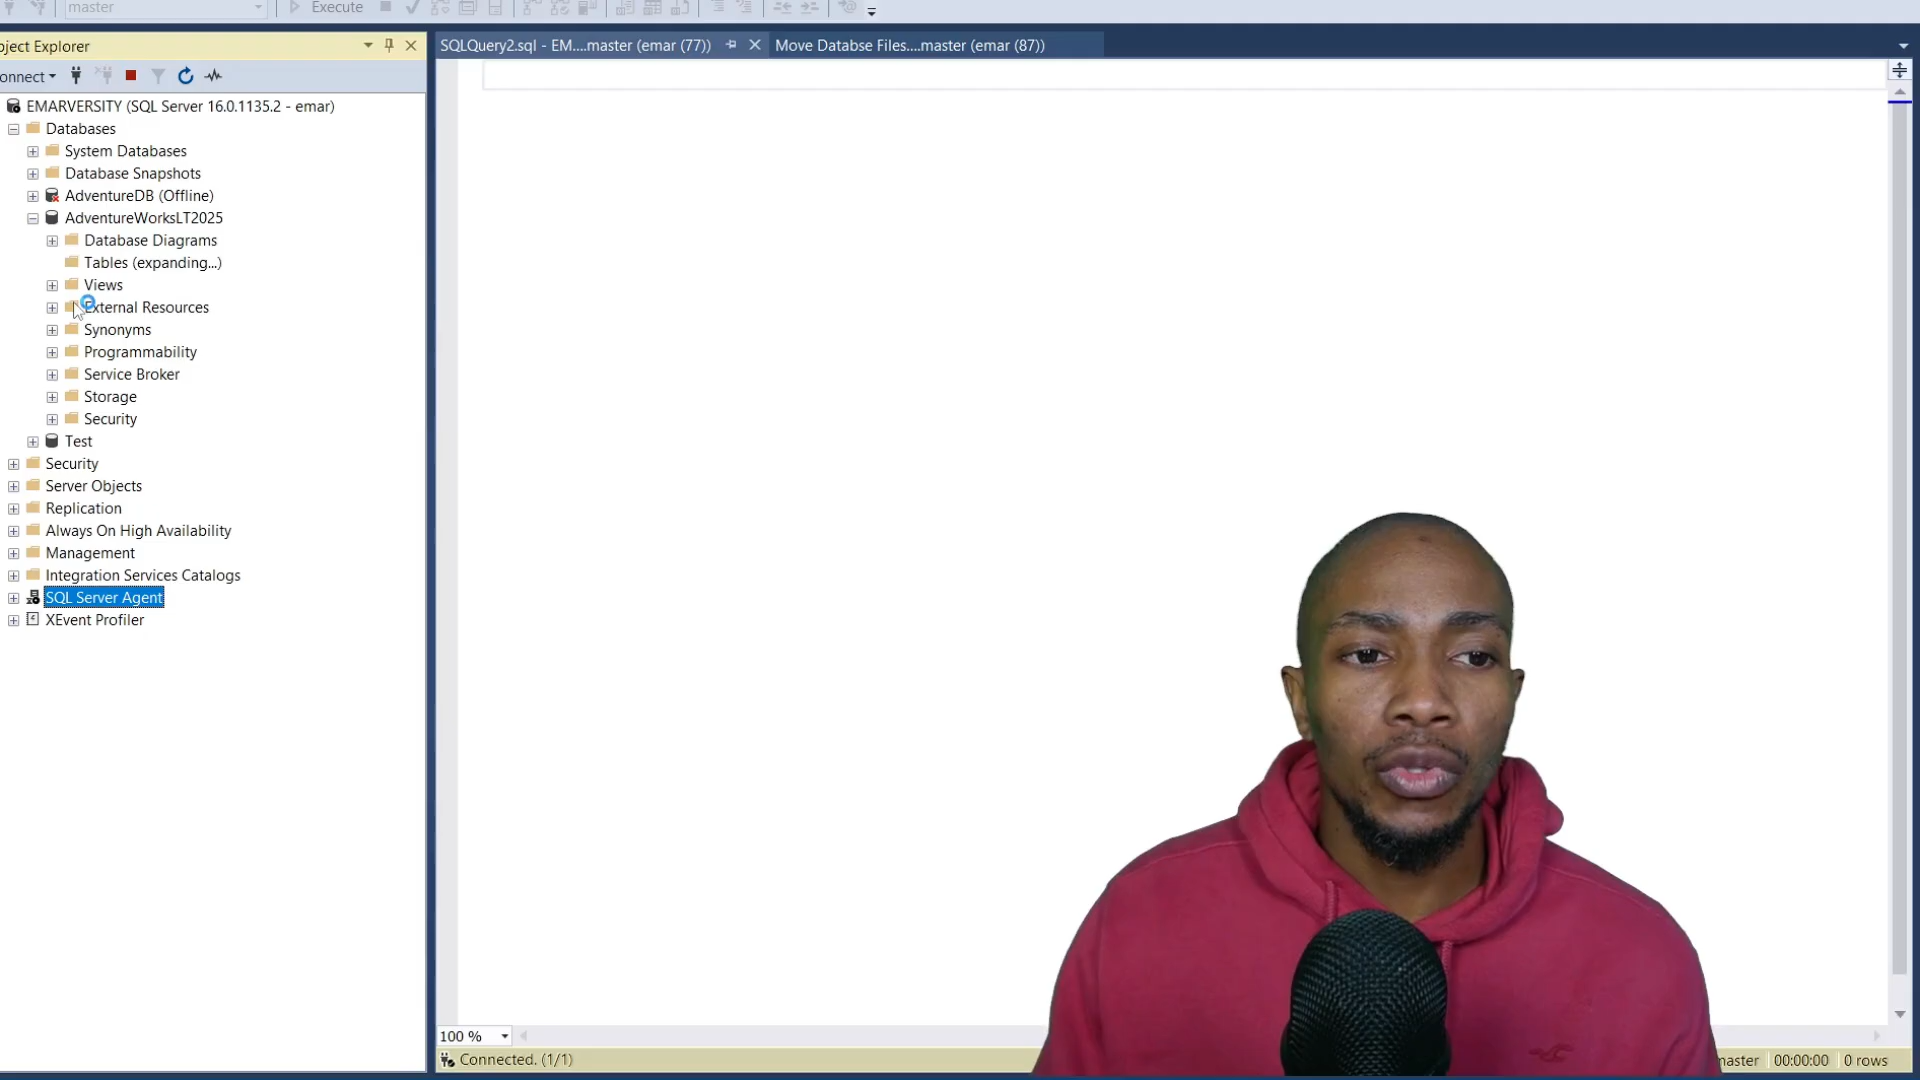 master
Execute
oject Explorer
onnect
EMARVERSITY (SQL Server 16.0.1135.2 - emar)
Databases
System Databases
Database Snapshots
AdventureDB (Offline)
AdventureWorksLT2025
Database Diagrams
Tables (expanding...)
Views
External Resources
Synonyms
Programmability
Service Broker
Storage
Security
Test
Security
Server Objects
Replication
Always On High Availability
Management
Integration Services Catalogs
SQL Server Agent
XEvent Profiler
SQLQuery2.sql - EM....master (emar (77))
Move Databse Files....master (emar (87))
100 %
Connected. (1/1)
master
00:00:00
0 rows